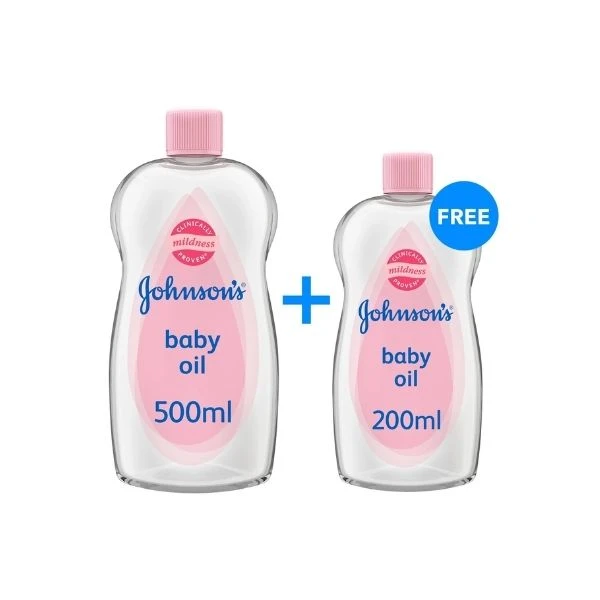 CLINICALLY
mildness
PROVEN*
Johnson's
baby
oil
500ml
+
FREE
CLINICALLY
mildness
PROVEN*
Johnson's
baby
oil
200ml